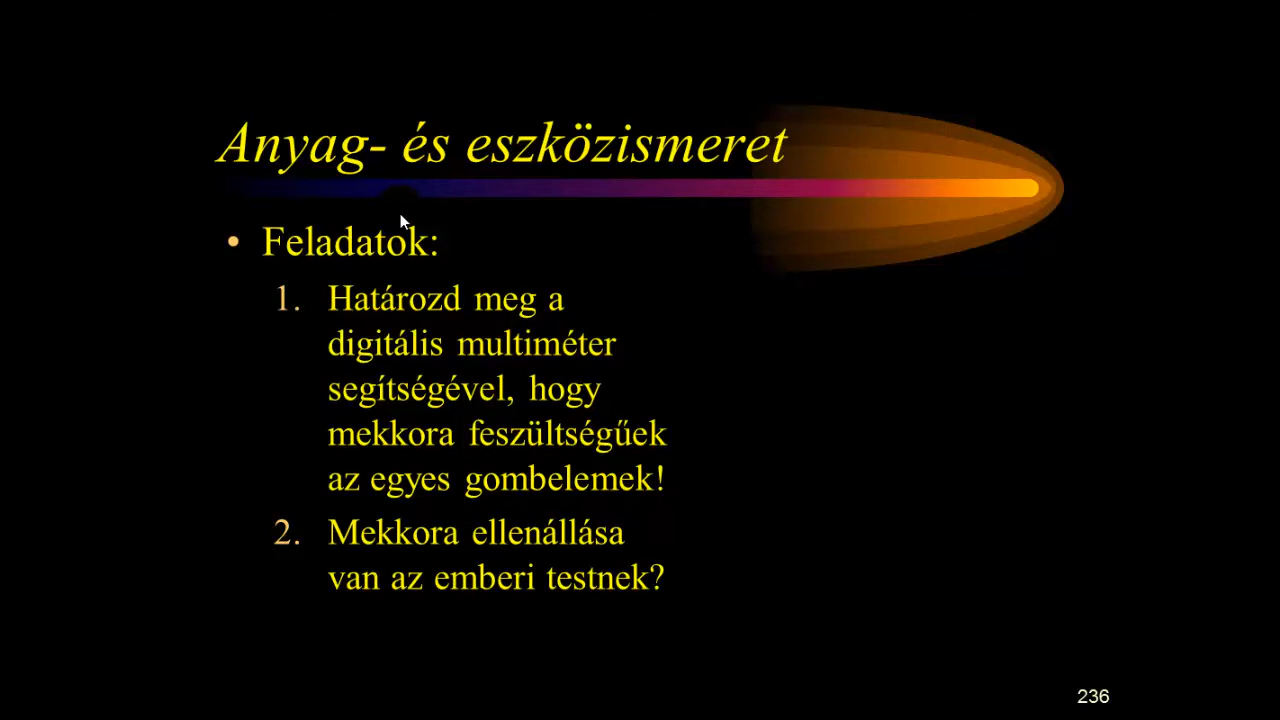 Anyag- és eszközismeret
• Feladatok:
1. Határozd meg a
digitális multiméter
segítségével, hogy
mekkora feszültségűek
az egyes gombelemek!
2. Mekkora ellenállása
van az emberi testnek?
236